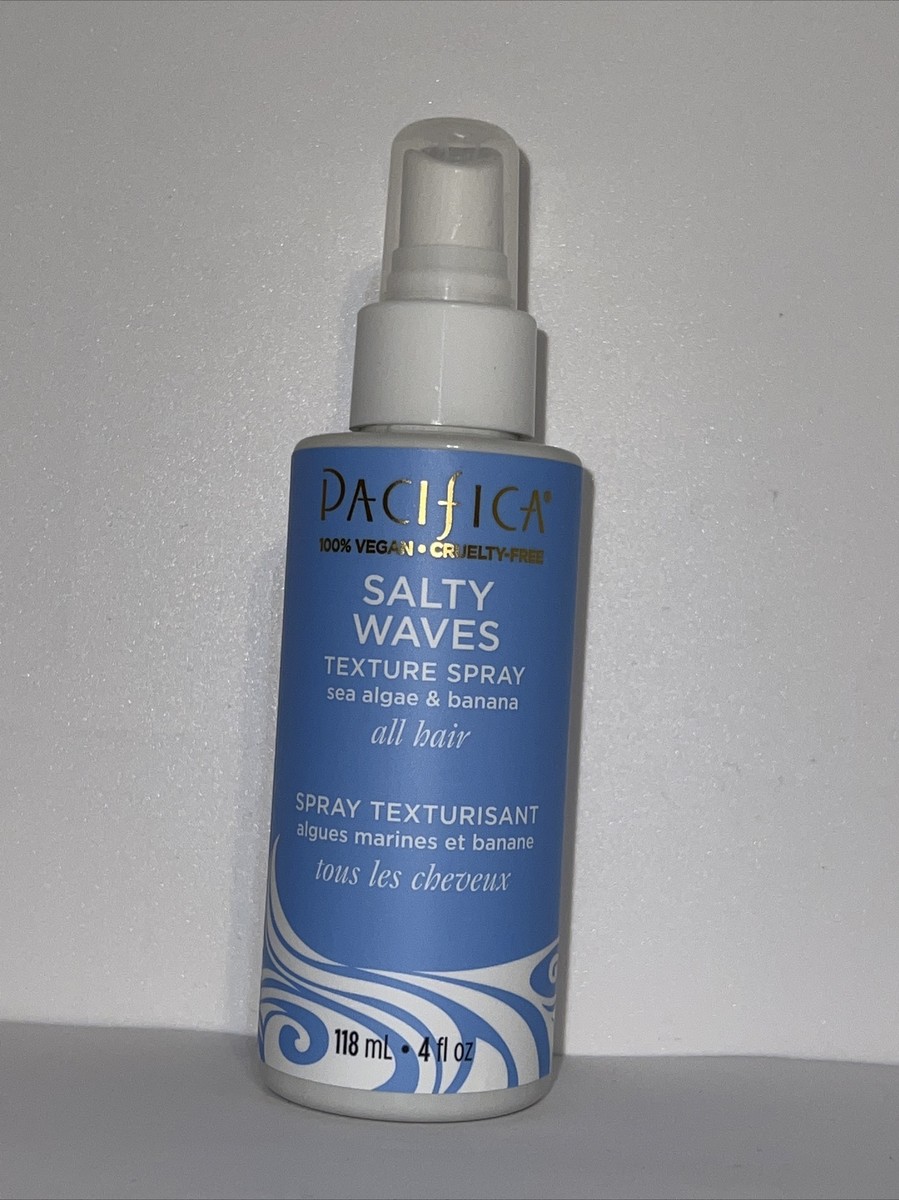 PACIFICA®
100% VEGAN • CRUELTY-FREE
SALTY
WAVES
TEXTURE SPRAY
sea algae & banana
all hair
SPRAY TEXTURISANT
algues marines et banane
tous les cheveux
118 mL • 4 fl oz